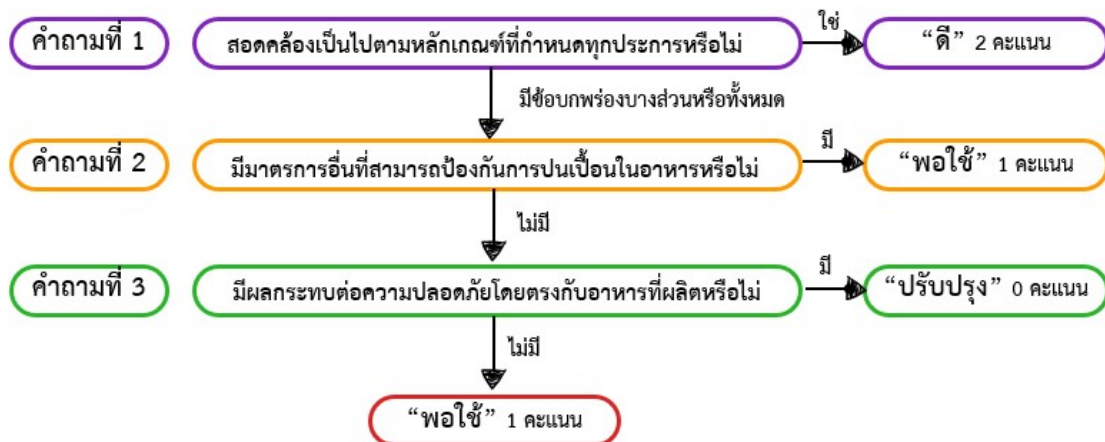 คำถามที่ 1
สอดคล้องเป็นไปตามหลักเกณฑ์ที่กำหนดทุกประการหรือไม่
ใช่
“ดี” 2 คะแนน
มีข้อบกพร่องบางส่วนหรือทั้งหมด
คำถามที่ 2
มีมาตรการอื่นที่สามารถป้องกันการปนเปื้อนในอาหารหรือไม่
มี
“พอใช้” 1 คะแนน
ไม่มี
คำถามที่ 3
มีผลกระทบต่อความปลอดภัยโดยตรงกับอาหารที่ผลิตหรือไม่
มี
“ปรับปรุง” 0 คะแนน
ไม่มี
“พอใช้” 1 คะแนน